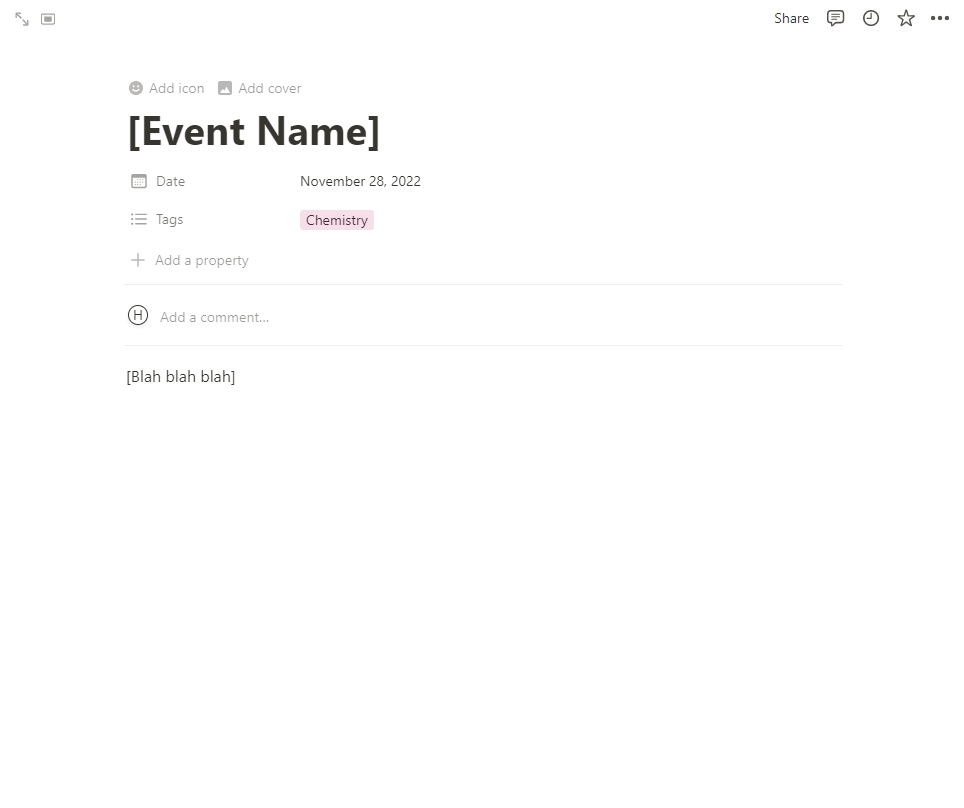 Share
Add icon Add cover
[Event Name]
Date November 28, 2022
Tags Chemistry
Add a property
H Add a comment...
[Blah blah blah]